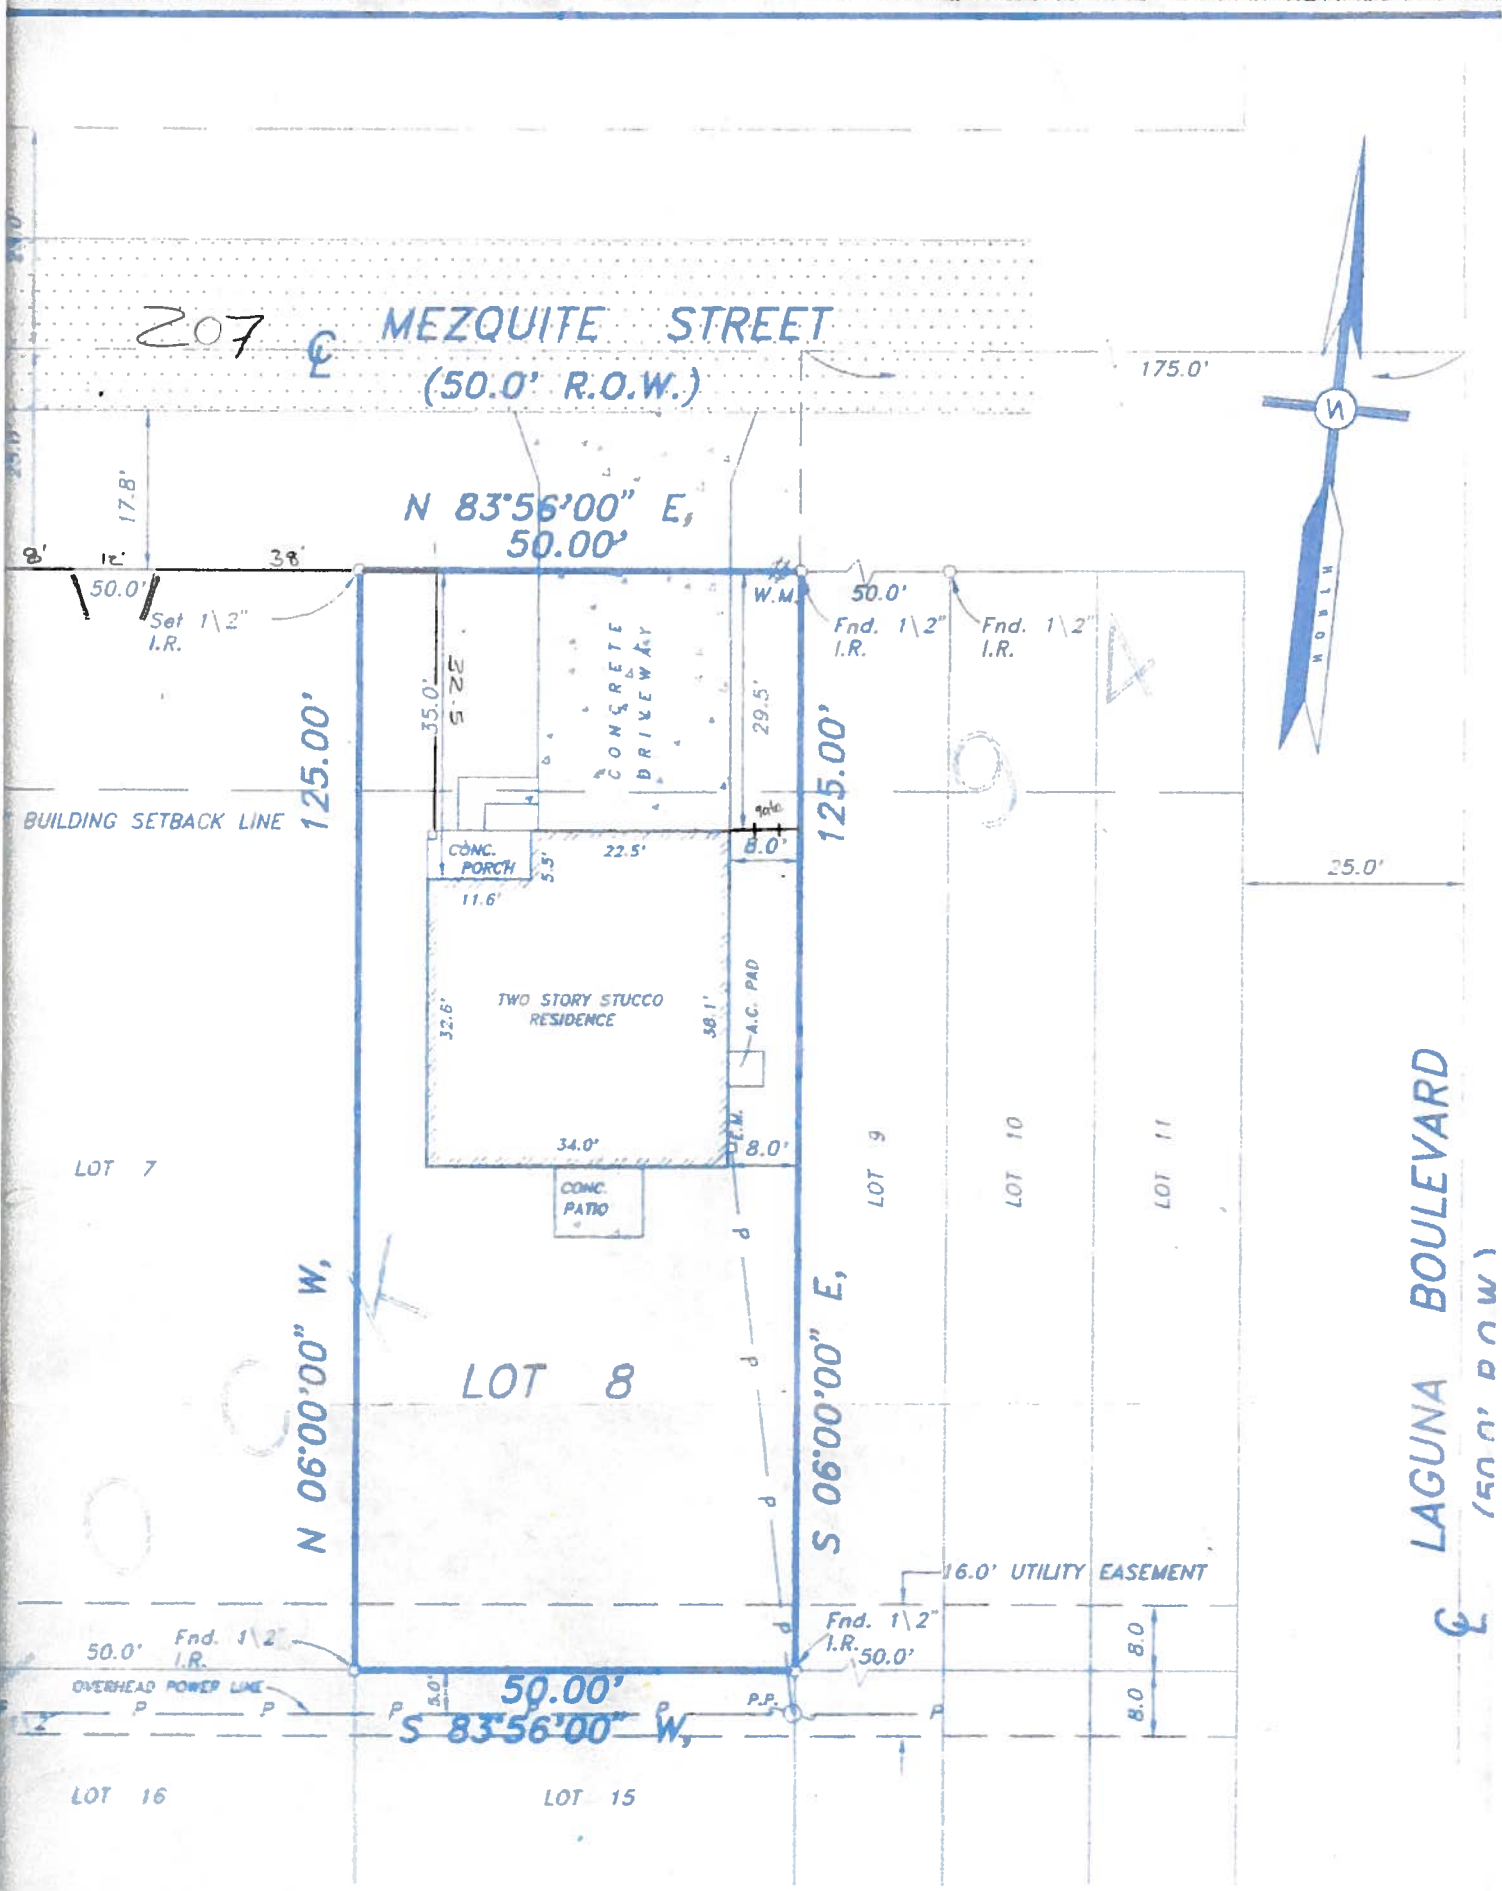 207 ℄ MEZQUITE STREET
(50.0' R.O.W.)
175.0'
N
NORTH
17.8'
N 83°56'00" E,
50.00'
8' 12' 38'
50.0'
Set 1\2"
I.R.
W.M.
50.0'
Fnd. 1\2"
I.R.
Fnd. 1\2"
I.R.
35.0'
22.5
CONCRETE
DRIVEWAY
29.5'
125.00'
125.00'
BUILDING SETBACK LINE
gate
CONC.
PORCH
5.5'
22.5'
8.0'
11.6'
25.0'
TWO STORY STUCCO
RESIDENCE
32.6'
38.1'
A.C. PAD
34.0'
E.M.
8.0'
CONC.
PATIO
LOT 7
LOT 9
LOT 10
LOT 11
LOT 8
N 06°00'00" W,
S 06°00'00" E,
LAGUNA BOULEVARD
(50.0' R.O.W.)
℄
P
P
P
P
P
16.0' UTILITY EASEMENT
50.0'
Fnd. 1\2"
I.R.
Fnd. 1\2"
I.R.
50.0'
8.0
8.0
OVERHEAD POWER LINE
5.0'
50.00'
P.P.
P P P P P P
S 83°56'00" W,
LOT 16
LOT 15